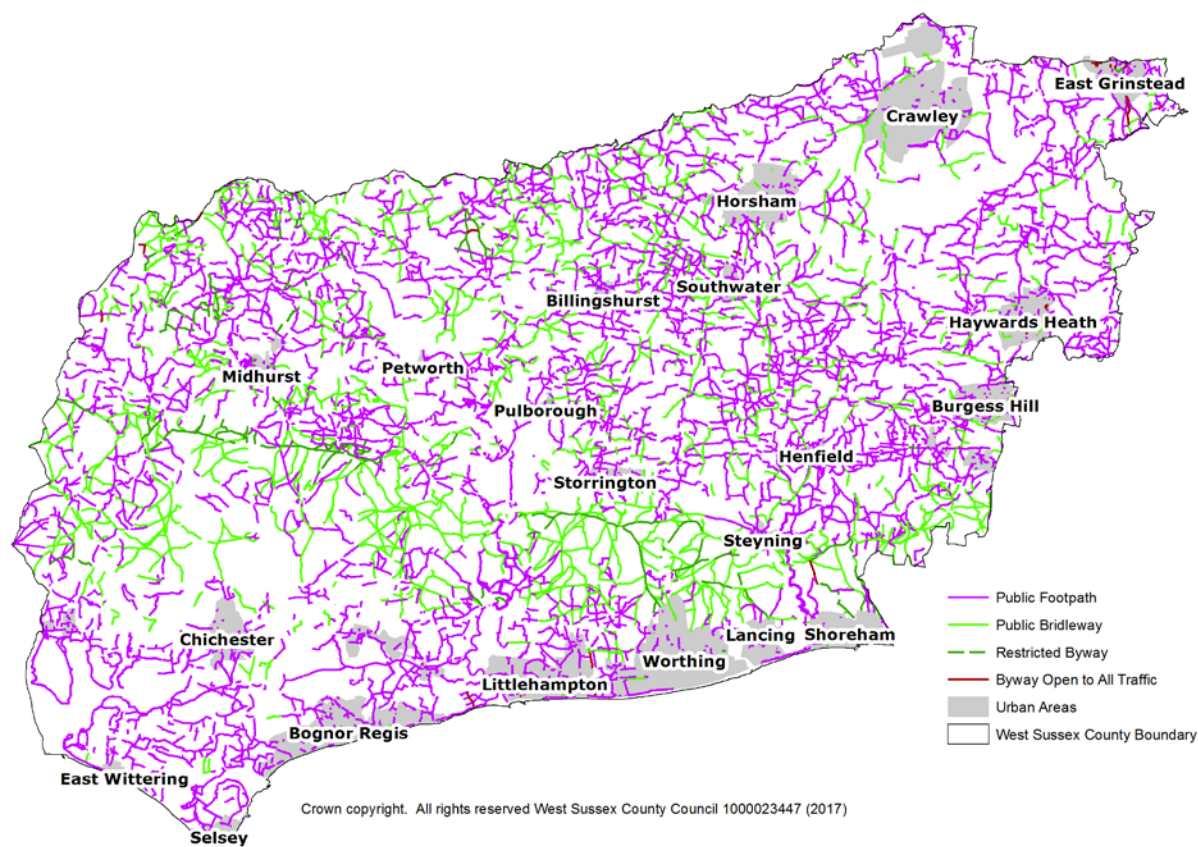 East Grinstead
Crawley
Horsham
Southwater
Billingshurst
Haywards Heath
Petworth
Midhurst
Pulborough
Burgess Hill
Henfield
Storrington
Steyning
Public Footpath
Public Bridleway
Restricted Byway
Byway Open to All Traffic
Urban Areas
West Sussex County Boundary
Chichester
Lancing
Shoreham
Worthing
Littlehampton
Bognor Regis
East Wittering
Selsey
Crown copyright. All rights reserved West Sussex County Council 1000023447 (2017)